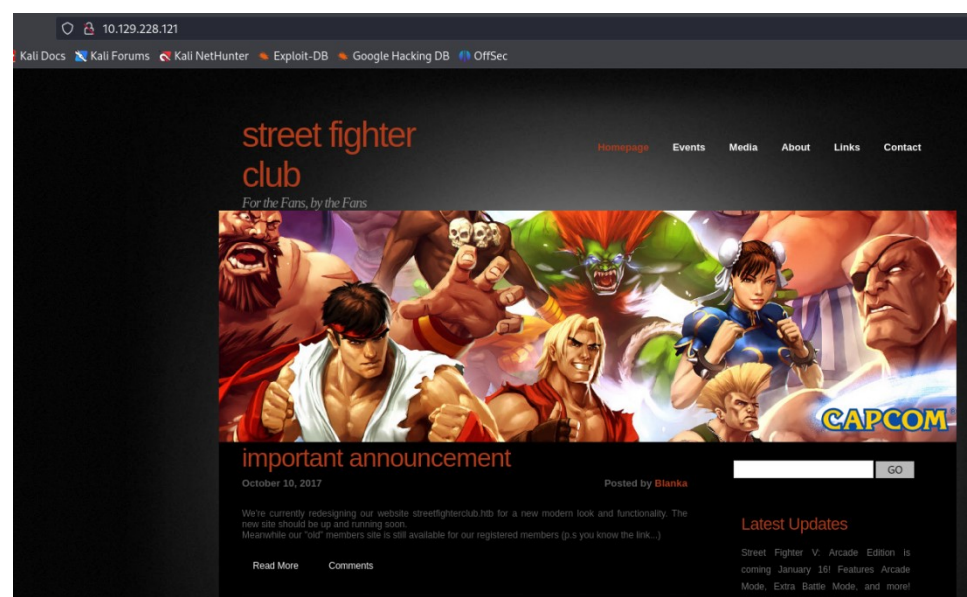 10.129.228.121
Kali Docs Kali Forums Kali NetHunter Exploit-DB Google Hacking DB OffSec
street fighter
club
For the Fans, by the Fans
Homepage Events Media About Links Contact
CAPCOM
important announcement
October 10, 2017 Posted by Blanka
We're currently redesigning our website streetfighterclub.htb for a new modern look and functionality. The
new site should be up and running soon.
Meanwhile our "old" members site is still available for our registered members (p.s you know the link...)
Read More Comments
GO
Latest Updates
Street Fighter V: Arcade Edition is
coming January 16! Features Arcade
Mode, Extra Battle Mode, and more!